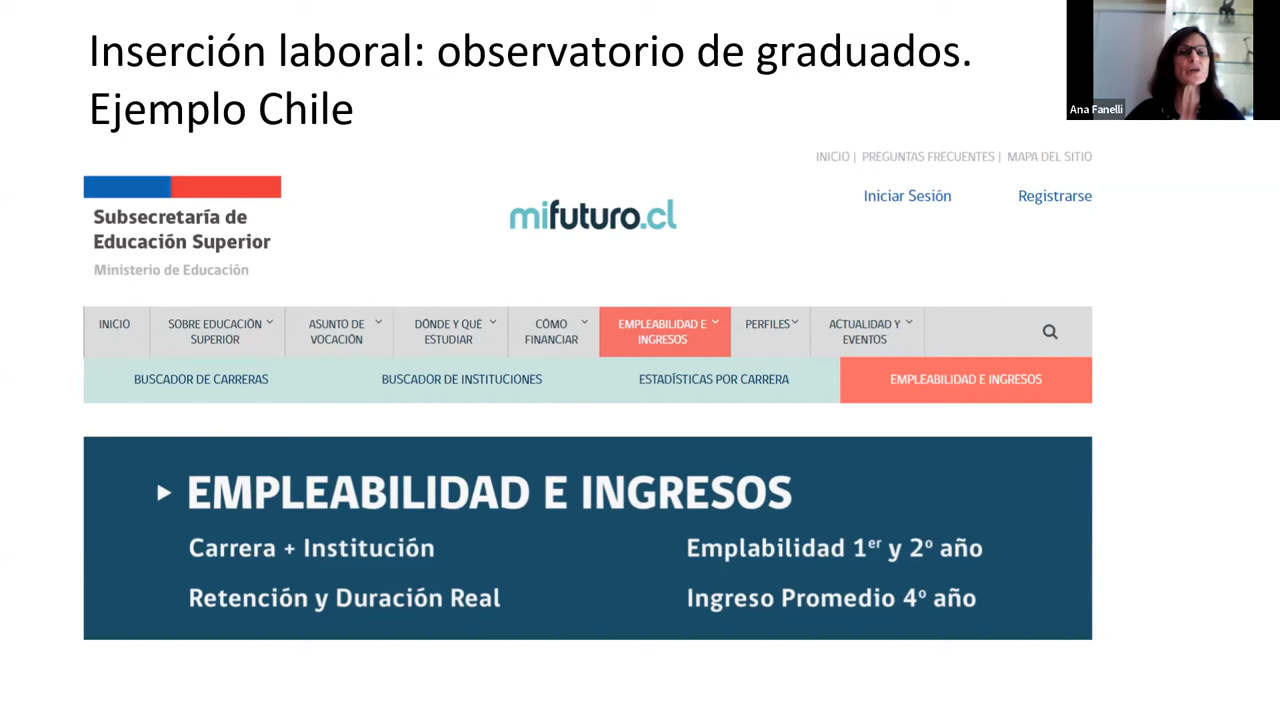 Inserción laboral: observatorio de graduados.
Ejemplo Chile
Ana Fanelli
INICIO | PREGUNTAS FRECUENTES | MAPA DEL SITIO
Iniciar Sesión Registrarse
Subsecretaría de
Educación Superior
Ministerio de Educación
mifuturo.cl
INICIO
SOBRE EDUCACIÓN
SUPERIOR
ASUNTO DE
VOCACIÓN
DÓNDE Y QUÉ
ESTUDIAR
CÓMO
FINANCIAR
EMPLEABILIDAD E
INGRESOS
PERFILES
ACTUALIDAD Y
EVENTOS
BUSCADOR DE CARRERAS
BUSCADOR DE INSTITUCIONES
ESTADÍSTICAS POR CARRERA
EMPLEABILIDAD E INGRESOS
EMPLEABILIDAD E INGRESOS
Carrera + Institución
Emplabilidad 1er y 2º año
Retención y Duración Real
Ingreso Promedio 4º año